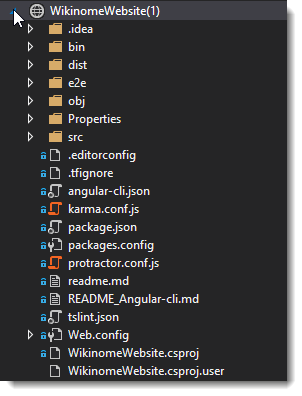 WikinomeWebsite(1)
.idea
bin
dist
e2e
obj
Properties
src
.editorconfig
.tfignore
angular-cli.json
karma.conf.js
package.json
packages.config
protractor.conf.js
readme.md
README_Angular-cli.md
tslint.json
Web.config
WikinomeWebsite.csproj
WikinomeWebsite.csproj.user